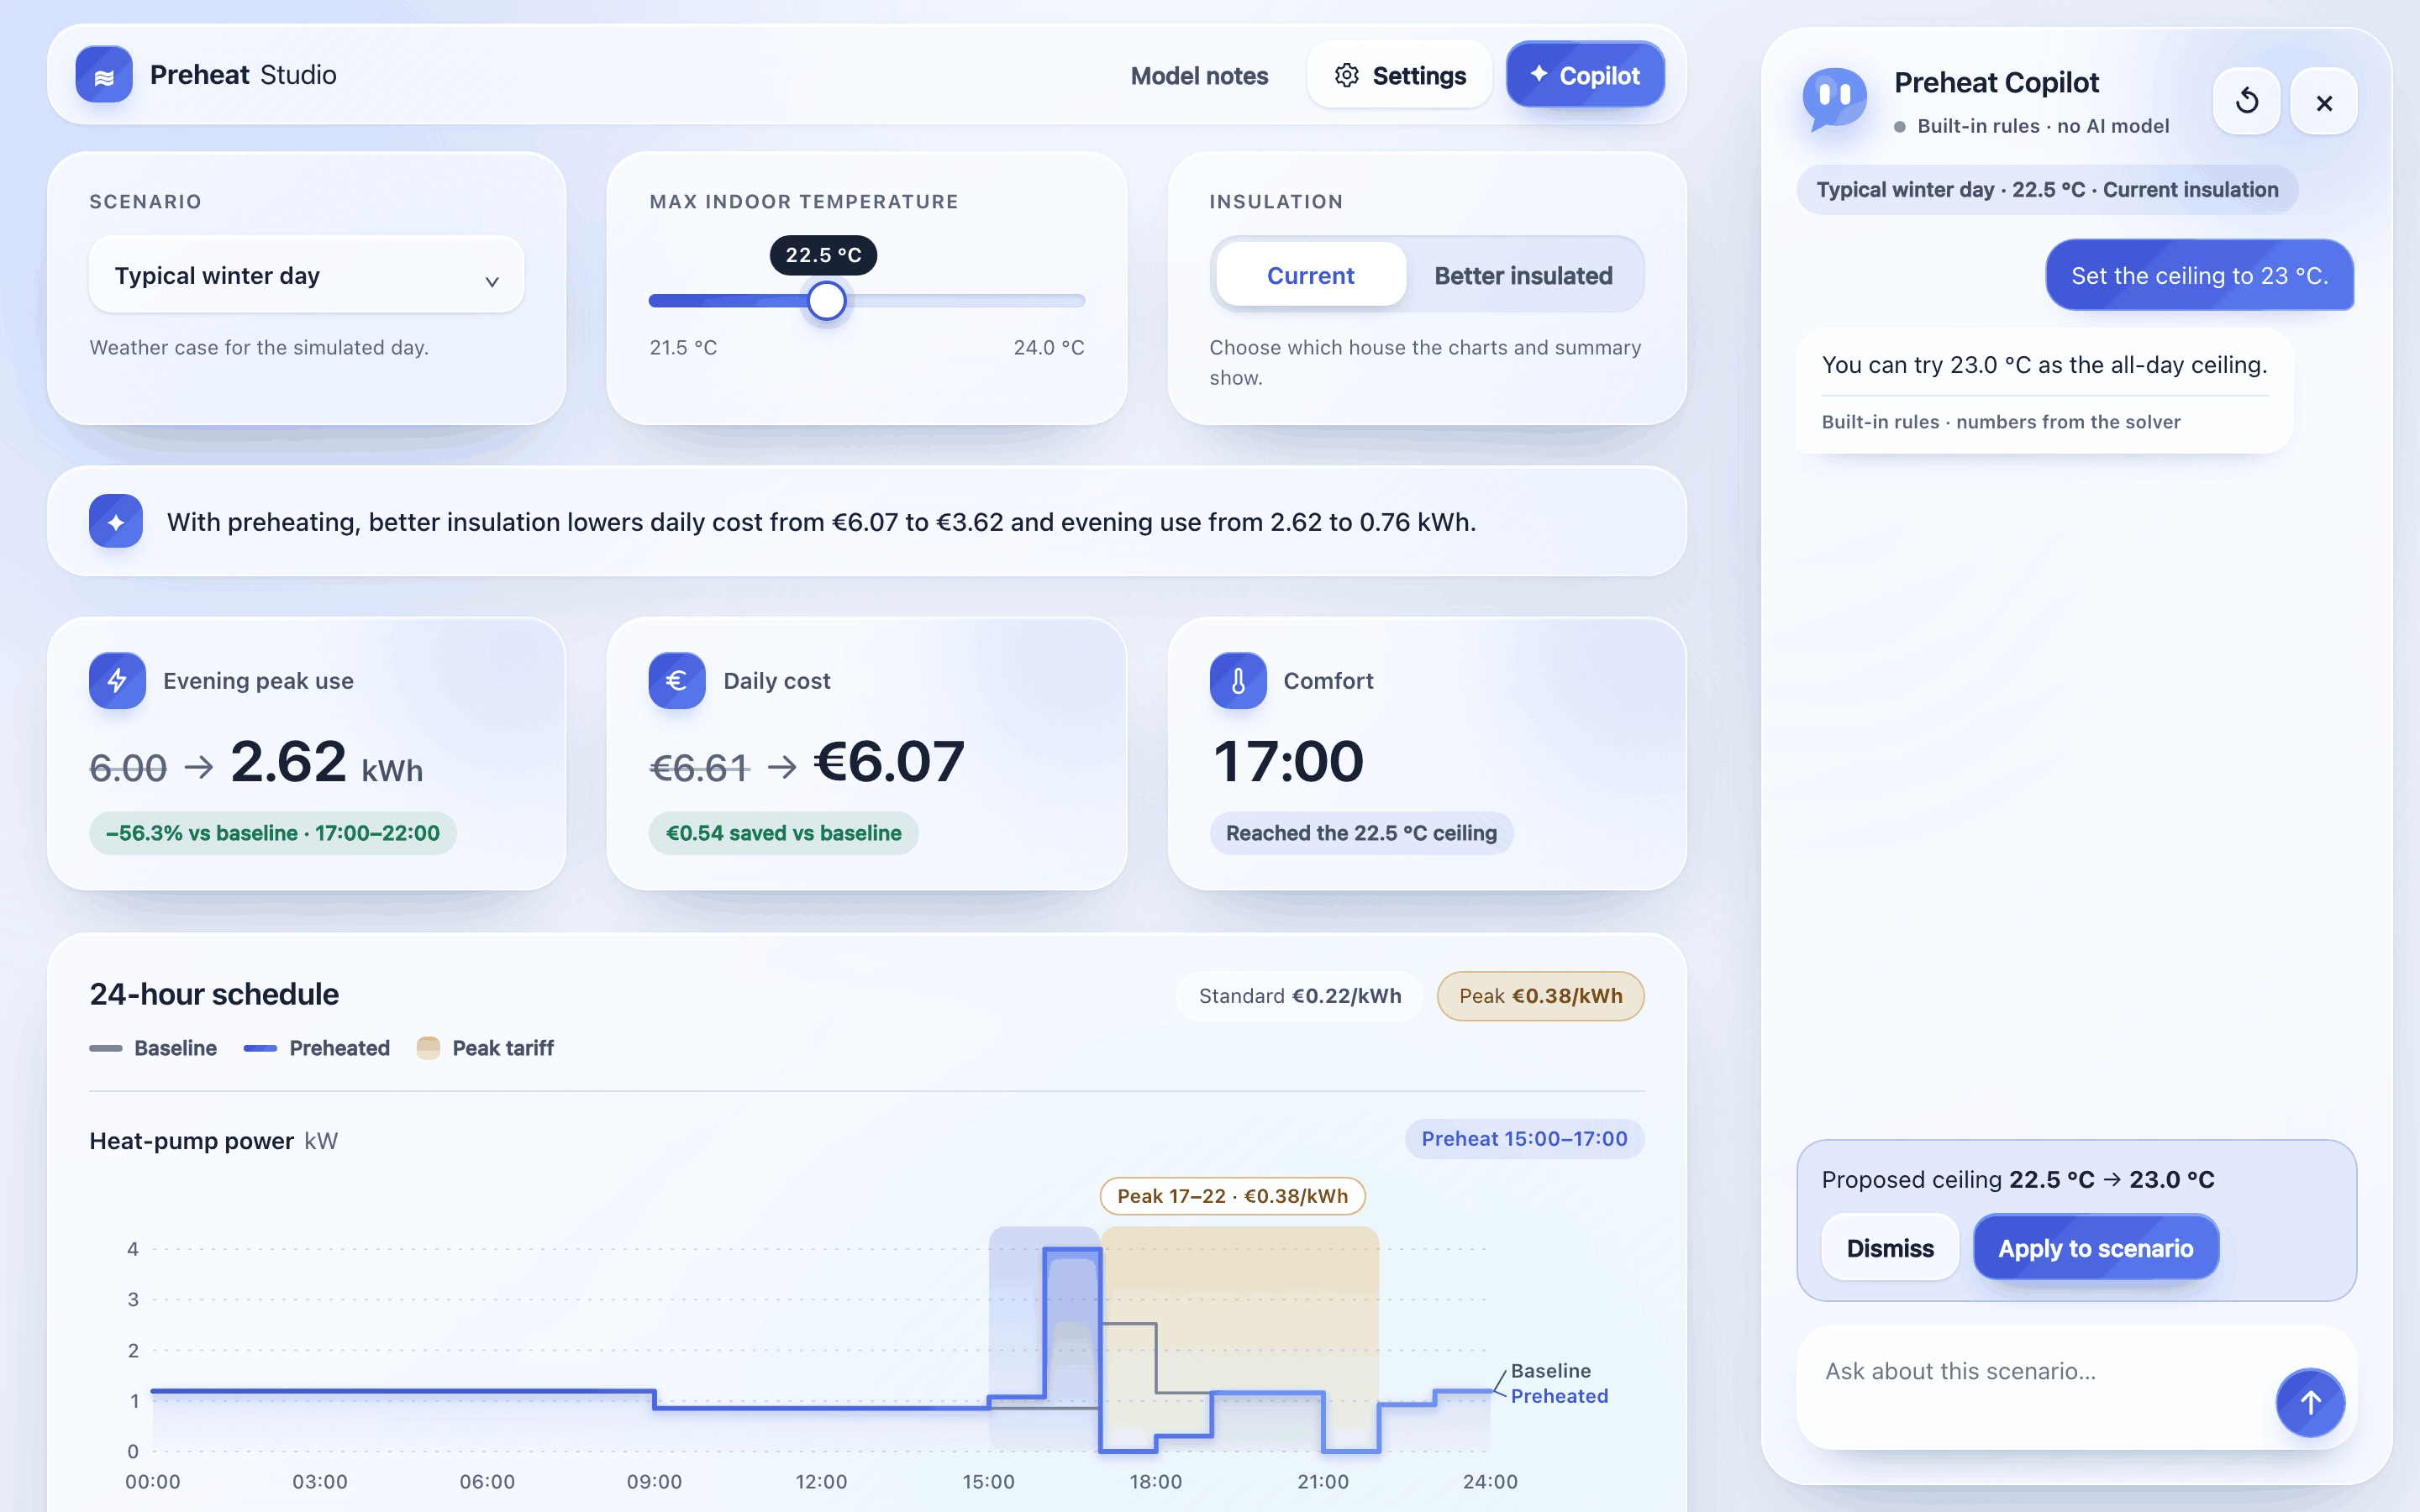 Preheat Studio
Model notes
Settings
Copilot
SCENARIO
Typical winter day
Weather case for the simulated day.
MAX INDOOR TEMPERATURE
22.5 °C
21.5 °C
24.0 °C
INSULATION
Current
Better insulated
Choose which house the charts and summary
show.
With preheating, better insulation lowers daily cost from €6.07 to €3.62 and evening use from 2.62 to 0.76 kWh.
Evening peak use
6.00 → 2.62 kWh
−56.3% vs baseline · 17:00–22:00
Daily cost
€6.61 → €6.07
€0.54 saved vs baseline
Comfort
17:00
Reached the 22.5 °C ceiling
24-hour schedule
Standard €0.22/kWh
Peak €0.38/kWh
Baseline
Preheated
Peak tariff
Heat-pump power kW
Preheat 15:00–17:00
Peak 17–22 · €0.38/kWh
4
3
2
1
0
Baseline
Preheated
00:00
03:00
06:00
09:00
12:00
15:00
18:00
21:00
24:00
Preheat Copilot
Built-in rules · no AI model
Typical winter day · 22.5 °C · Current insulation
Set the ceiling to 23 °C.
You can try 23.0 °C as the all-day ceiling.
Built-in rules · numbers from the solver
Proposed ceiling 22.5 °C → 23.0 °C
Dismiss
Apply to scenario
Ask about this scenario...